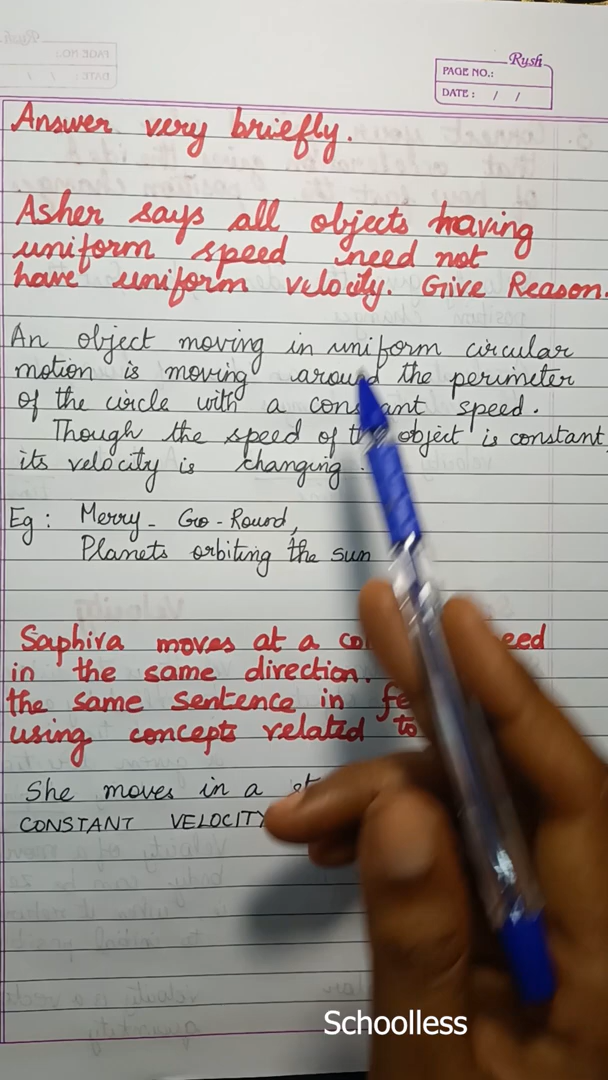 Rush
PAGE NO.:
DATE: / /
Answer very briefly.
Asher says all objects having
uniform speed need not
have uniform velocity. Give Reason.
An object moving in uniform circular
motion is moving around the perimeter
of the circle with a constant speed.
Though the speed of the object is constant,
its velocity is changing.
Eg: Merry-Go-Round,
Planets orbiting the sun
Saphira moves at a
in the same direction.
the same sentence in
using concepts related to
She moves in a
CONSTANT VELOCITY
Schoolless